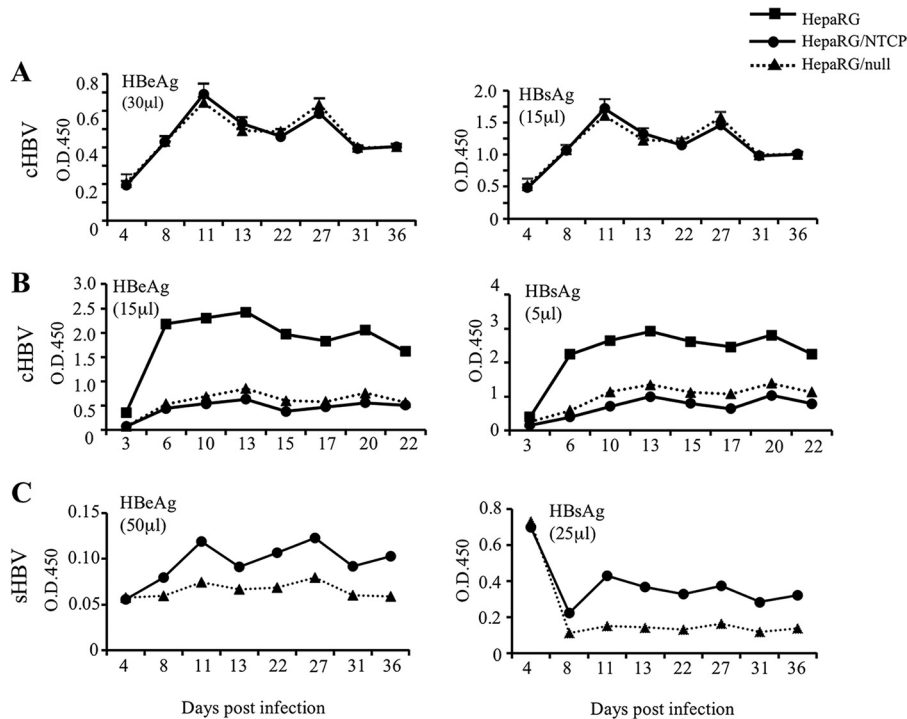 HepaRG
HepaRG/NTCP
HepaRG/null
A
cHBV
O.D.450
HBeAg
(30µl)
0.8
0.6
0.4
0.2
0
4 8 11 13 22 27 31 36
O.D.450
HBsAg
(15µl)
2.0
1.5
1.0
0.5
0
4 8 11 13 22 27 31 36
B
cHBV
O.D.450
HBeAg
(15µl)
3.0
2.5
2.0
1.5
1.0
0.5
0
3 6 10 13 15 17 20 22
O.D.450
HBsAg
(5µl)
5
4
3
2
1
0
3 6 10 13 15 17 20 22
C
sHBV
O.D.450
HBeAg
(50µl)
0.15
0.10
0.05
0
4 8 11 13 22 27 31 36
Days post infection
O.D.450
HBsAg
(25µl)
0.8
0.6
0.4
0.2
0
4 8 11 13 22 27 31 36
Days post infection